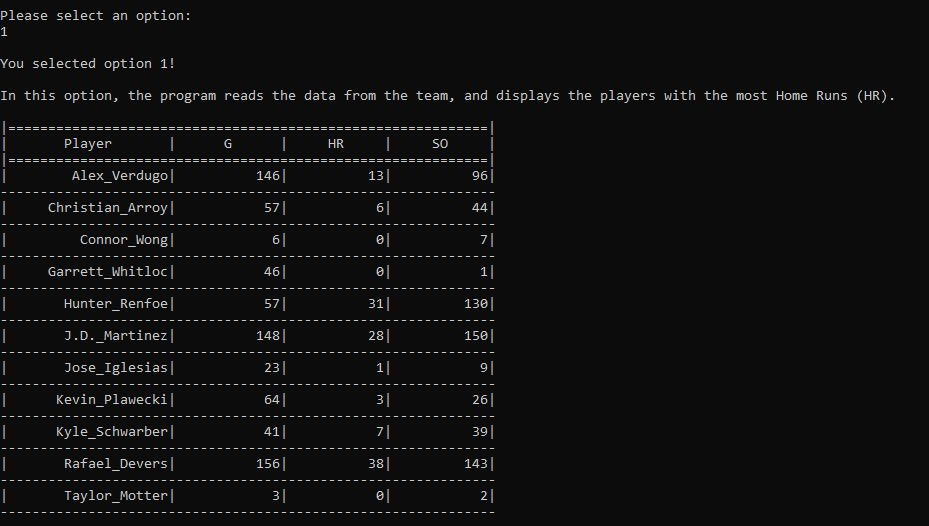 Please select an option:
1
You selected option 1!
In this option, the program reads the data from the team, and displays the players with the most Home Runs (HR).
|============================================================|
|       Player       |      G      |     HR     |     SO     |
|============================================================|
|        Alex_Verdugo|          146|          13|          96|
--------------------------------------------------------------
|     Christian_Arroy|           57|           6|          44|
--------------------------------------------------------------
|         Connor_Wong|            6|           0|           7|
--------------------------------------------------------------
|     Garrett_Whitloc|           46|           0|           1|
--------------------------------------------------------------
|       Hunter_Renfoe|           57|          31|         130|
--------------------------------------------------------------
|       J.D._Martinez|          148|          28|         150|
--------------------------------------------------------------
|       Jose_Iglesias|           23|           1|           9|
--------------------------------------------------------------
|      Kevin_Plawecki|           64|           3|          26|
--------------------------------------------------------------
|      Kyle_Schwarber|           41|           7|          39|
--------------------------------------------------------------
|       Rafael_Devers|          156|          38|         143|
--------------------------------------------------------------
|       Taylor_Motter|            3|           0|           2|
--------------------------------------------------------------